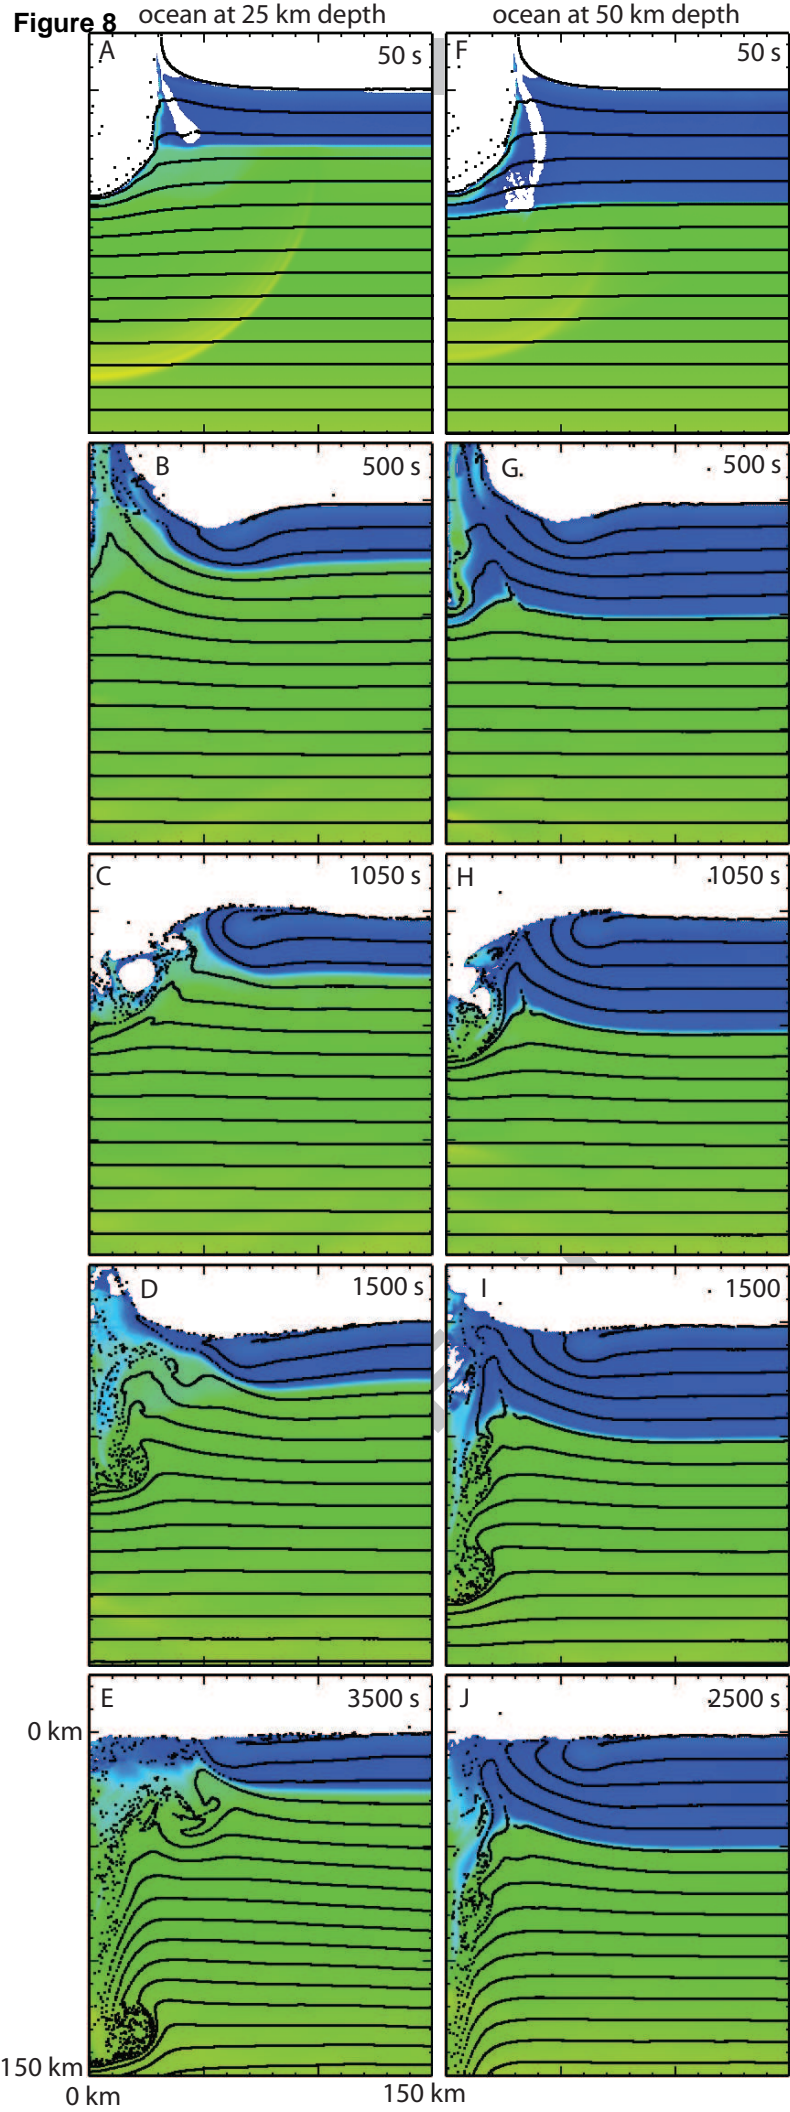 Figure 8
ocean at 25 km depth
ocean at 50 km depth
A 50 s
F 50 s
B 500 s
G 500 s
C 1050 s
H 1050 s
D 1500 s
I 1500
E 3500 s
J 2500 s
0 km
150 km
0 km
150 km